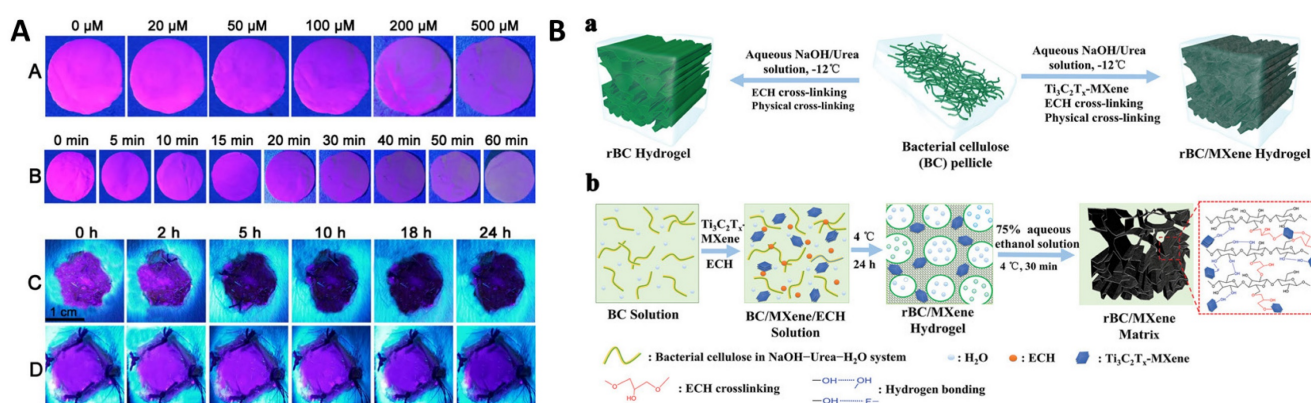 A
0 µM 20 µM 50 µM 100 µM 200 µM 500 µM
A
0 min 5 min 10 min 15 min 20 min 30 min 40 min 50 min 60 min
B
0 h 2 h 5 h 10 h 18 h 24 h
C
1 cm
D
B
a
Aqueous NaOH/Urea
solution, -12℃
ECH cross-linking
Physical cross-linking
rBC Hydrogel
Bacterial cellulose
(BC) pellicle
Aqueous NaOH/Urea
solution, -12℃
Ti₃C₂Tₓ-MXene
ECH cross-linking
Physical cross-linking
rBC/MXene Hydrogel
b
Ti₃C₂Tₓ-
MXene
ECH
4 ℃
24 h
75% aqueous
ethanol solution
4 ℃, 30 min
BC Solution
BC/MXene/ECH
Solution
rBC/MXene
Hydrogel
rBC/MXene
Matrix
: Bacterial cellulose in NaOH−Urea−H₂O system : H₂O : ECH : Ti₃C₂Tₓ-MXene
: ECH crosslinking
: Hydrogen bonding